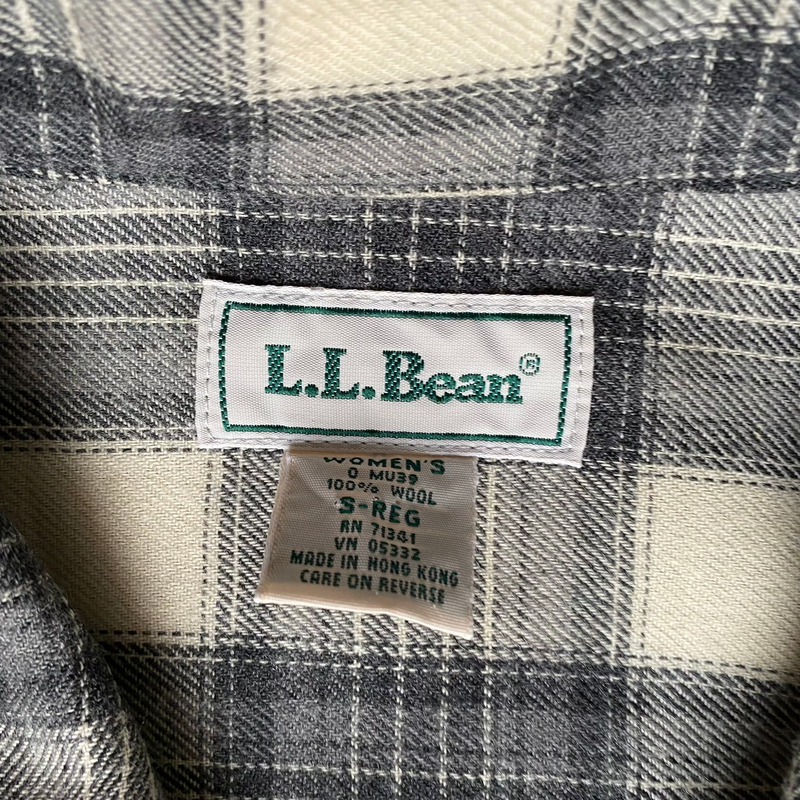 L.L.Bean®
WOMEN'S
0 MU39
100% WOOL
S-REG
RN 71341
VN 05332
MADE IN HONG KONG
CARE ON REVERSE